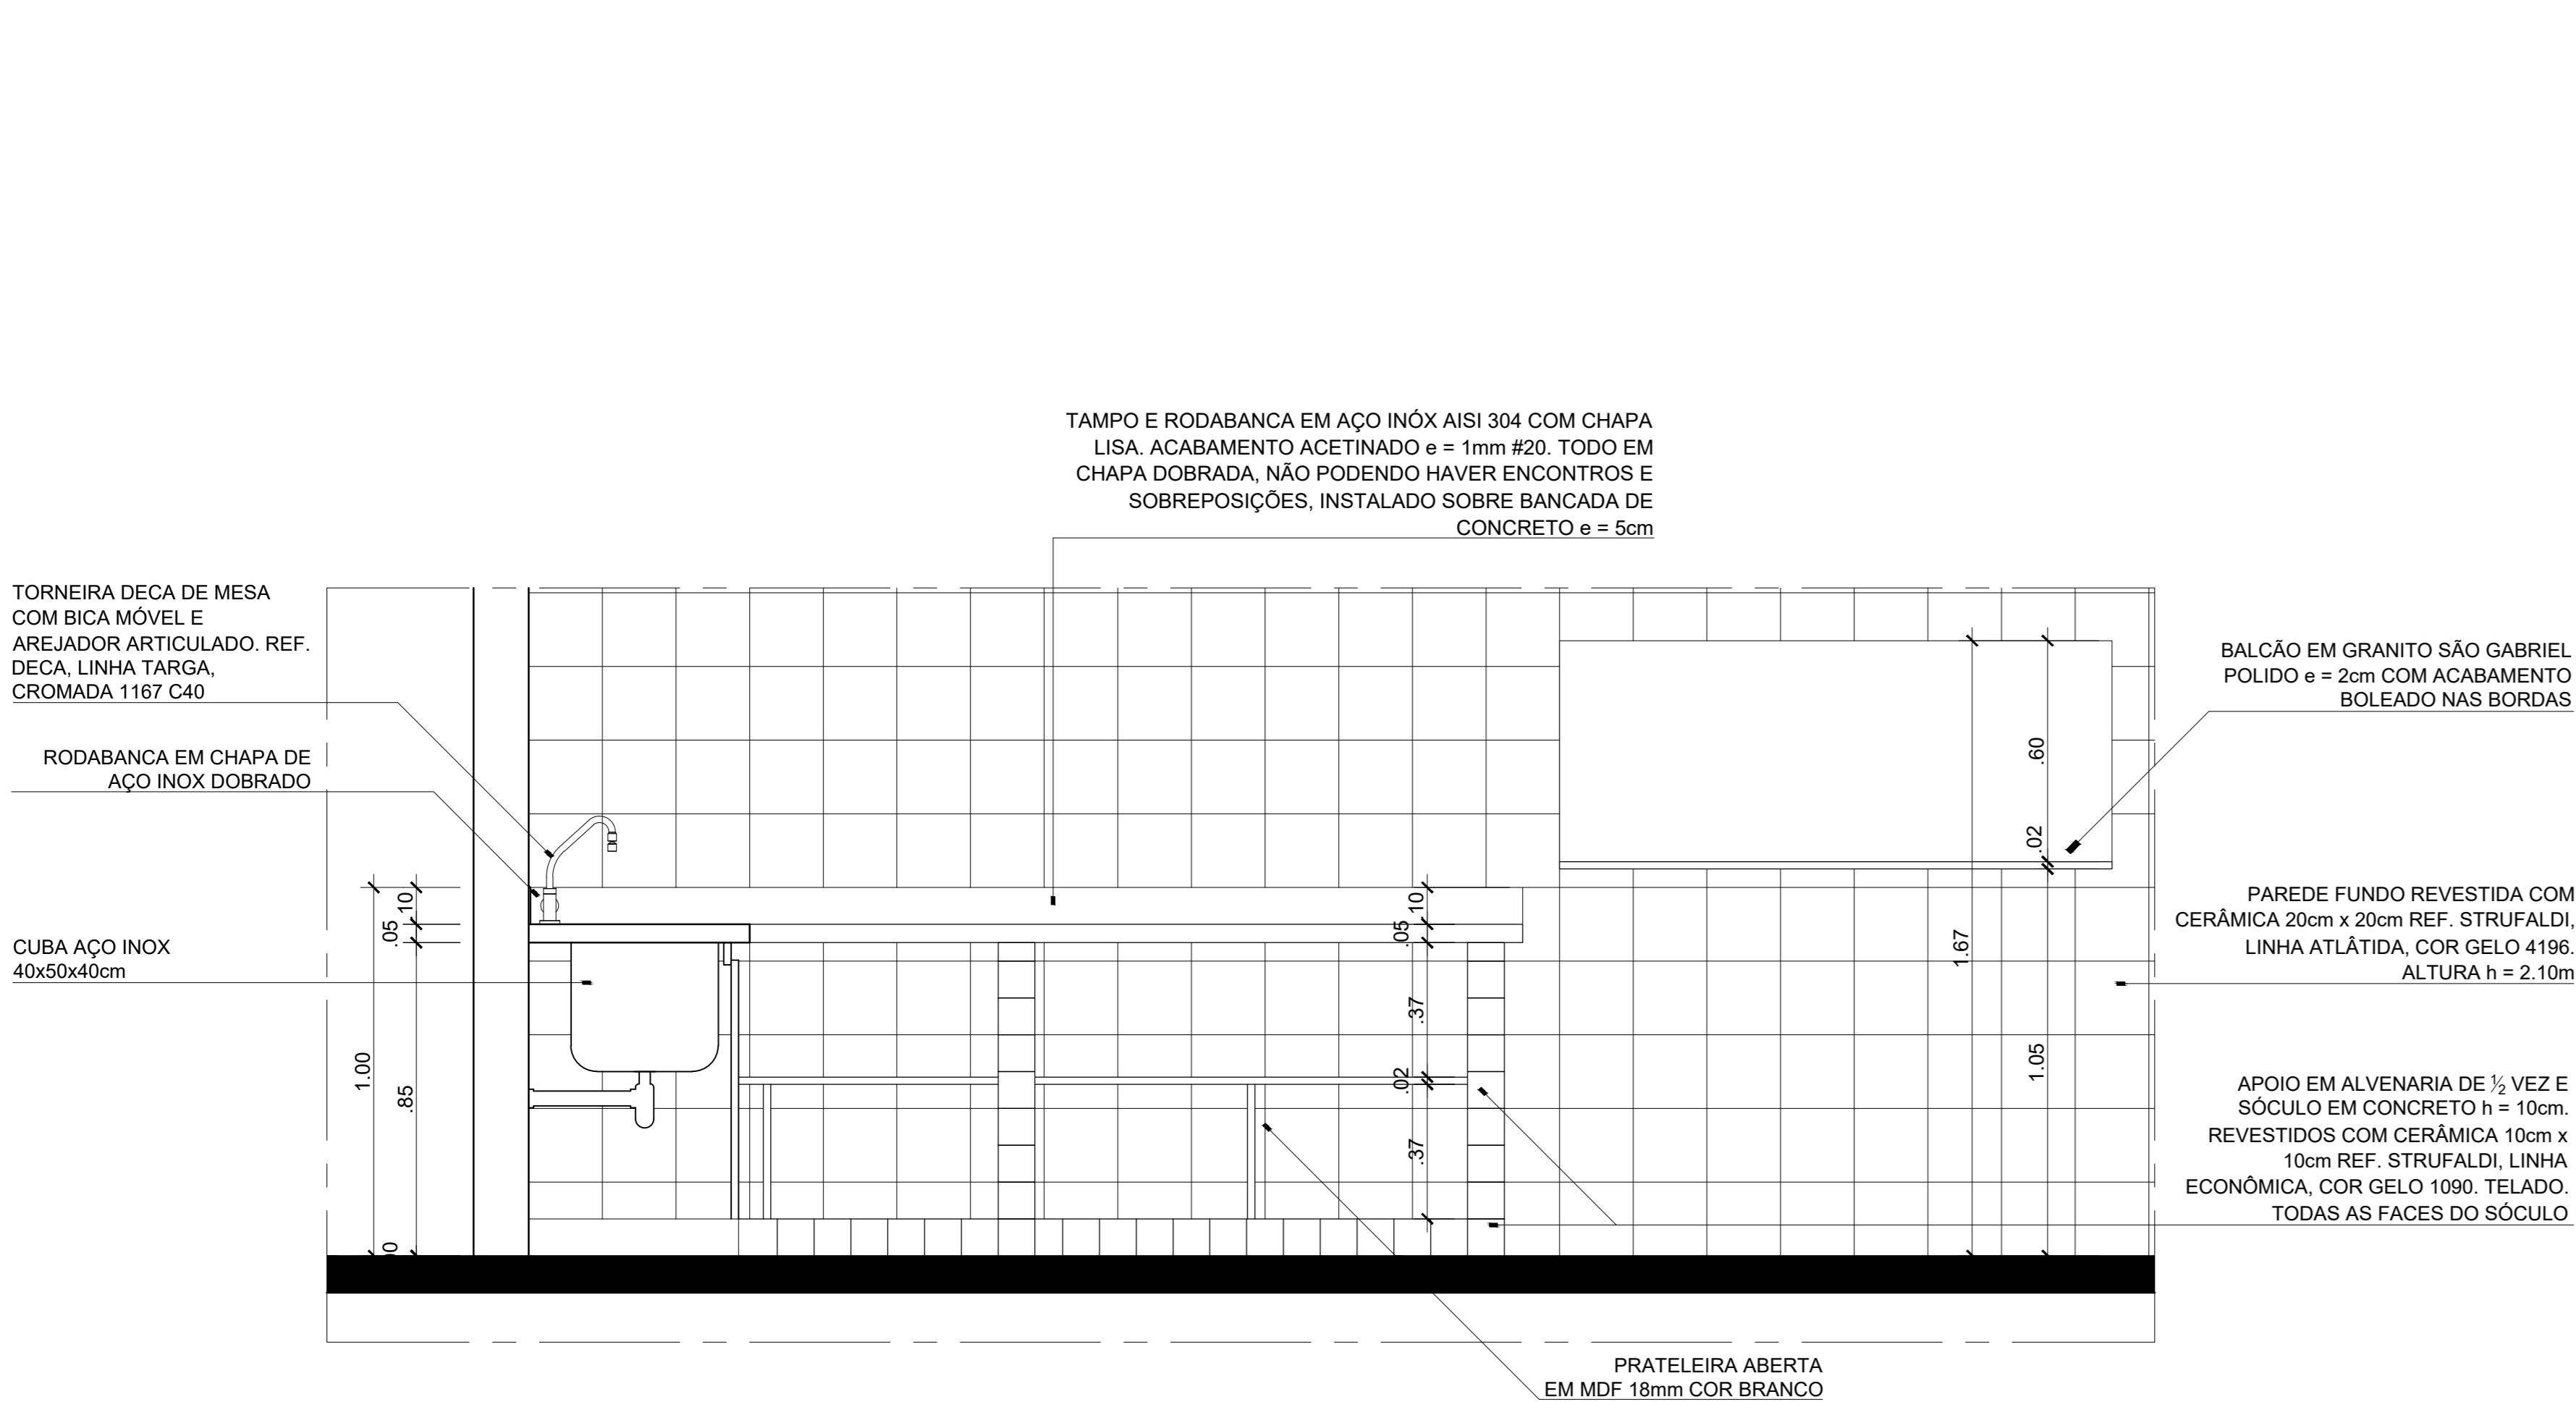 TAMPO E RODABANCA EM AÇO INÓX AISI 304 COM CHAPA
LISA. ACABAMENTO ACETINADO e = 1mm #20. TODO EM
CHAPA DOBRADA, NÃO PODENDO HAVER ENCONTROS E
SOBREPOSIÇÕES, INSTALADO SOBRE BANCADA DE
CONCRETO e = 5cm
TORNEIRA DECA DE MESA
COM BICA MÓVEL E
AREJADOR ARTICULADO. REF.
DECA, LINHA TARGA,
CROMADA 1167 C40
RODABANCA EM CHAPA DE
AÇO INOX DOBRADO
CUBA AÇO INOX
40x50x40cm
1.00
.10
.05
.85
.10
.05
.37
.02
.37
1.67
.60
.02
1.05
BALCÃO EM GRANITO SÃO GABRIEL
POLIDO e = 2cm COM ACABAMENTO
BOLEADO NAS BORDAS
PAREDE FUNDO REVESTIDA COM
CERÂMICA 20cm x 20cm REF. STRUFALDI,
LINHA ATLÂTIDA, COR GELO 4196.
ALTURA h = 2.10m
APOIO EM ALVENARIA DE ½ VEZ E
SÓCULO EM CONCRETO h = 10cm.
REVESTIDOS COM CERÂMICA 10cm x
10cm REF. STRUFALDI, LINHA
ECONÔMICA, COR GELO 1090. TELADO.
TODAS AS FACES DO SÓCULO
PRATELEIRA ABERTA
EM MDF 18mm COR BRANCO